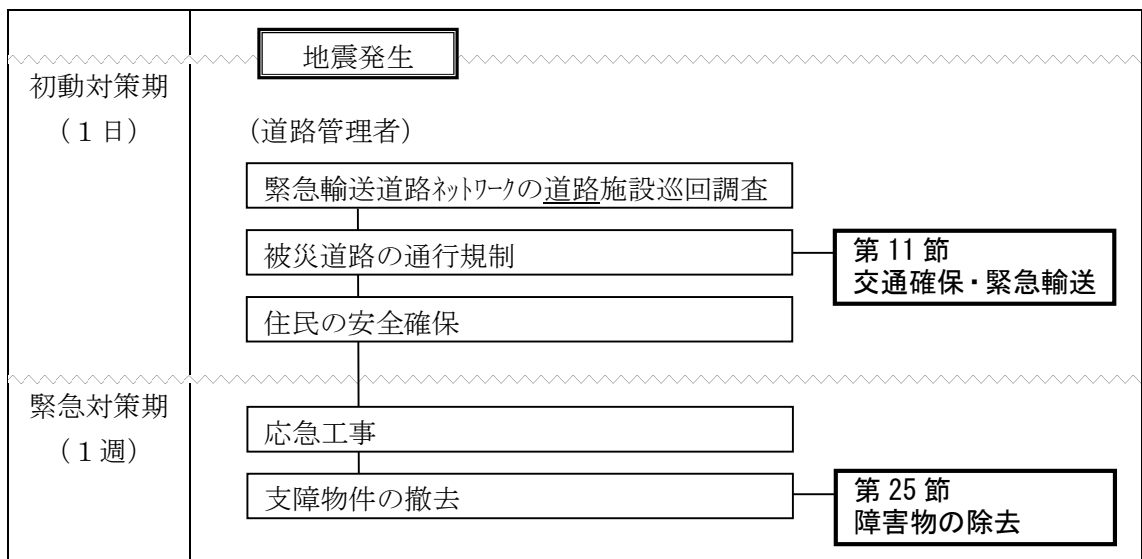 地震発生
初動対策期
（１日）
（道路管理者）
緊急輸送道路ﾈｯﾄﾜｰｸの道路施設巡回調査
被災道路の通行規制
第 11 節
交通確保・緊急輸送
住民の安全確保
緊急対策期
（１週）
応急工事
支障物件の撤去
第 25 節
障害物の除去